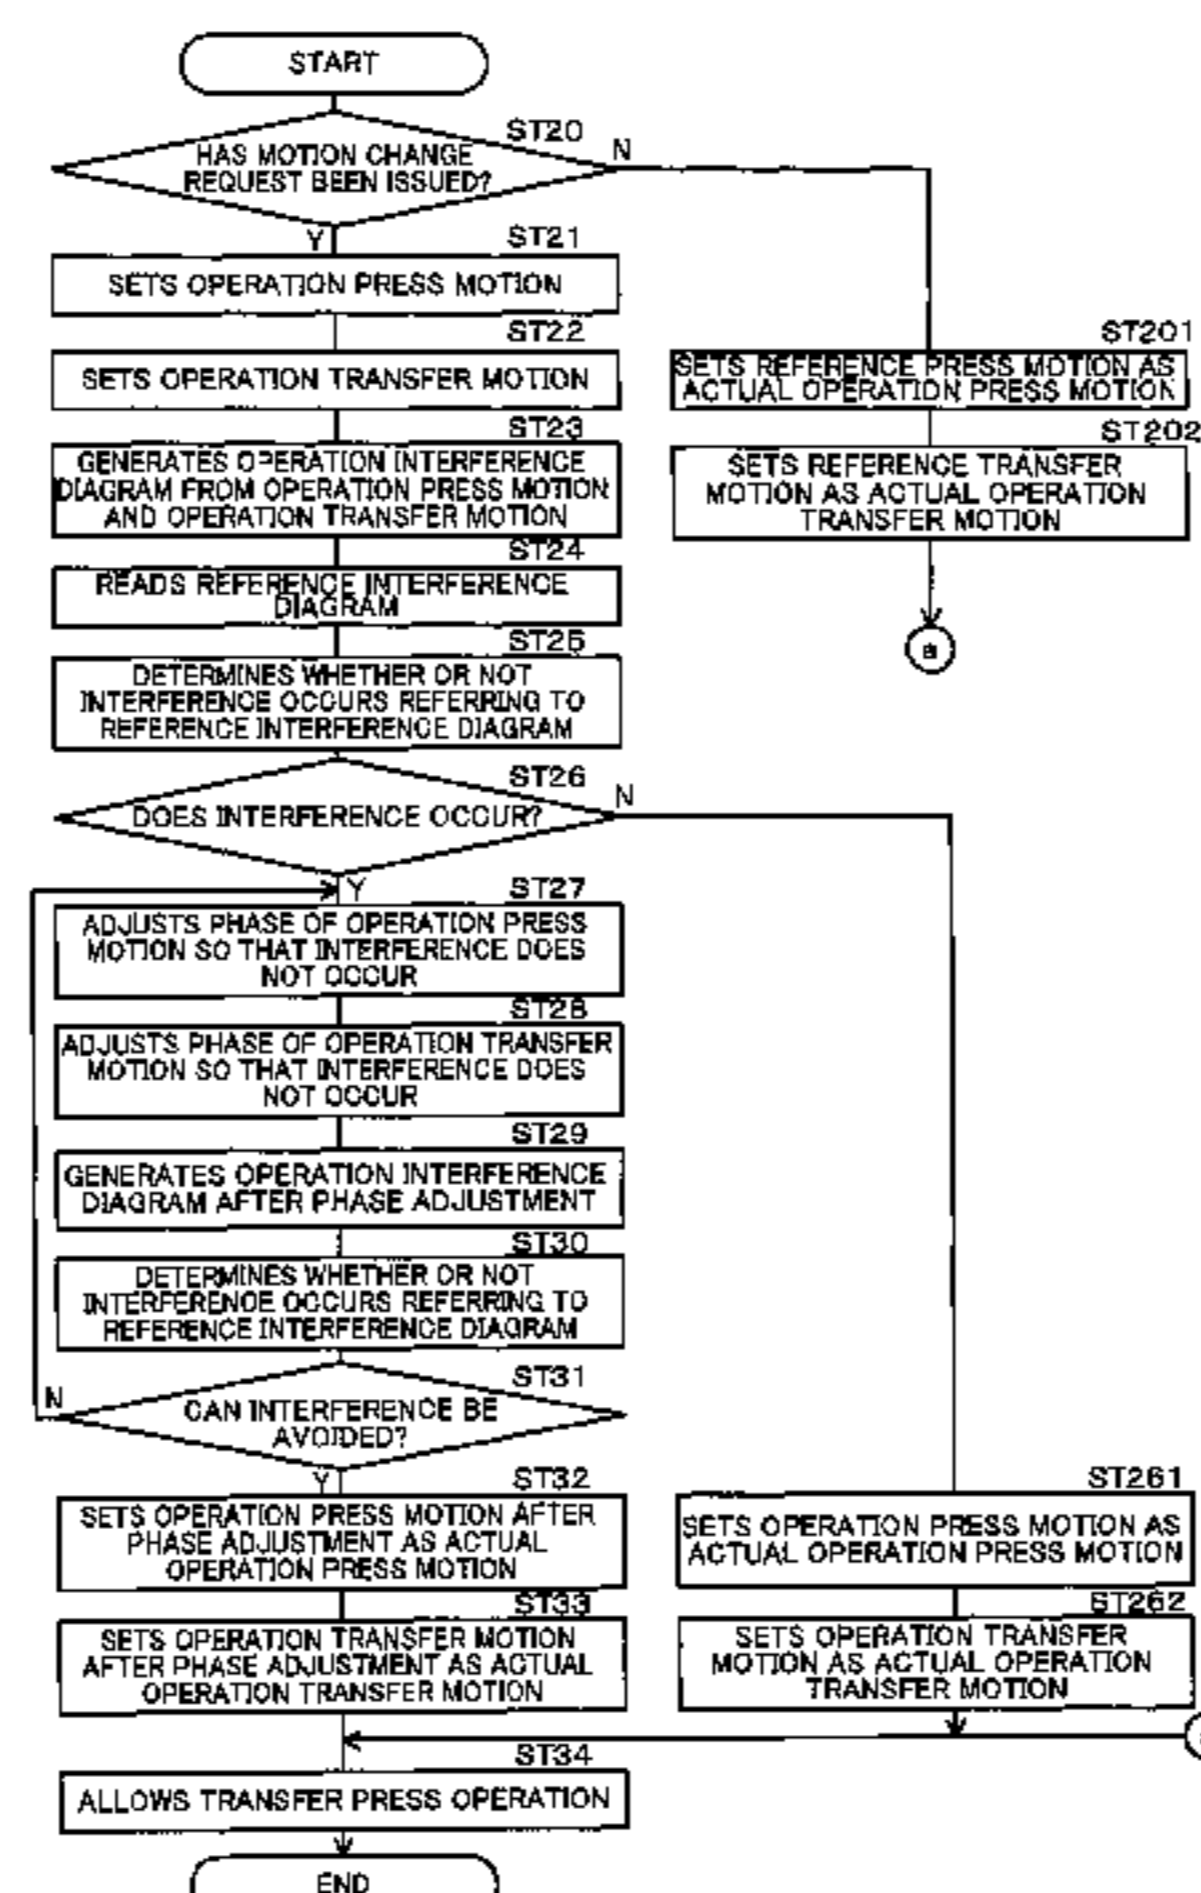 START
ST20
HAS MOTION CHANGE
REQUEST BEEN ISSUED?
N
Y
ST21
SETS OPERATION PRESS MOTION
ST22
SETS OPERATION TRANSFER MOTION
ST23
GENERATES OPERATION INTERFERENCE
DIAGRAM FROM OPERATION PRESS MOTION
AND OPERATION TRANSFER MOTION
ST24
READS REFERENCE INTERFERENCE
DIAGRAM
ST25
DETERMINES WHETHER OR NOT
INTERFERENCE OCCURS REFERRING TO
REFERENCE INTERFERENCE DIAGRAM
ST201
SETS REFERENCE PRESS MOTION AS
ACTUAL OPERATION PRESS MOTION
ST202
SETS REFERENCE TRANSFER
MOTION AS ACTUAL OPERATION
TRANSFER MOTION
a
ST26
DOES INTERFERENCE OCCUR?
N
Y
ST27
ADJUSTS PHASE OF OPERATION PRESS
MOTION SO THAT INTERFERENCE DOES
NOT OCCUR
ST28
ADJUSTS PHASE OF OPERATION TRANSFER
MOTION SO THAT INTERFERENCE DOES
NOT OCCUR
ST29
GENERATES OPERATION INTERFERENCE
DIAGRAM AFTER PHASE ADJUSTMENT
ST30
DETERMINES WHETHER OR NOT
INTERFERENCE OCCURS REFERRING TO
REFERENCE INTERFERENCE DIAGRAM
ST31
N
CAN INTERFERENCE BE
AVOIDED?
Y
ST32
SETS OPERATION PRESS MOTION AFTER
PHASE ADJUSTMENT AS ACTUAL
OPERATION PRESS MOTION
ST33
SETS OPERATION TRANSFER MOTION
AFTER PHASE ADJUSTMENT AS ACTUAL
OPERATION TRANSFER MOTION
ST261
SETS OPERATION PRESS MOTION AS
ACTUAL OPERATION PRESS MOTION
ST262
SETS OPERATION TRANSFER
MOTION AS ACTUAL OPERATION
TRANSFER MOTION
ST34
ALLOWS TRANSFER PRESS OPERATION
END